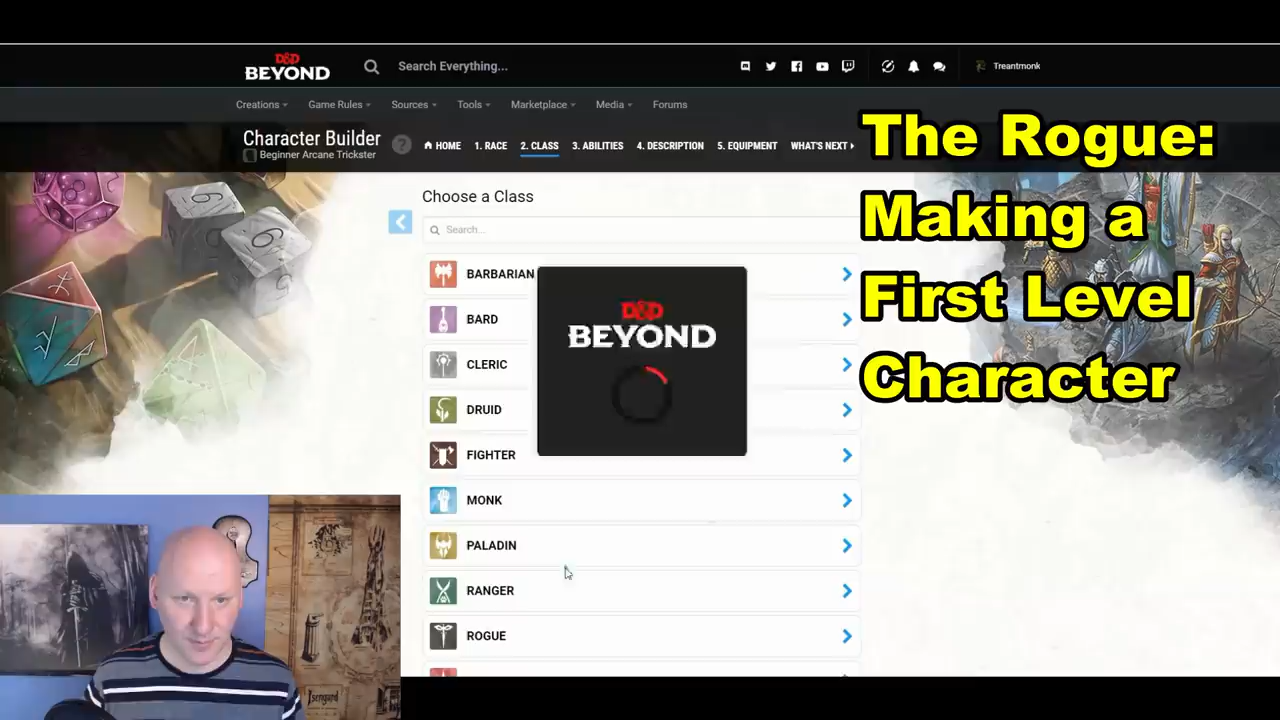 D&D
BEYOND
Search Everything...
Treantmonk
Creations
Game Rules
Sources
Tools
Marketplace
Media
Forums
Character Builder
?
HOME
1. RACE
2. CLASS
3. ABILITIES
4. DESCRIPTION
5. EQUIPMENT
WHAT'S NEXT
Beginner Arcane Trickster
The Rogue:
Making a
First Level
Character
Choose a Class
Search...
BARBARIAN
BARD
CLERIC
DRUID
FIGHTER
MONK
PALADIN
RANGER
ROGUE
D&D
BEYOND
Isengard